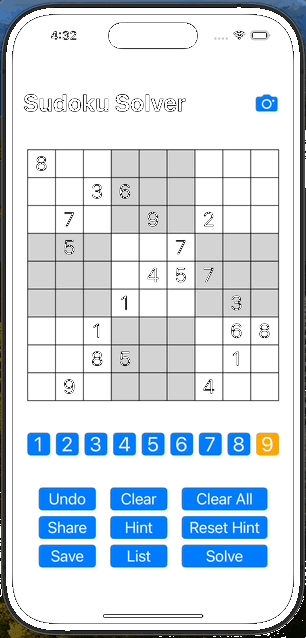 4:32
Sudoku Solver
8
3 6
7 9 2
5 7
4 5 7
1 3
1 6 8
8 5 1
9 4
1 2 3 4 5 6 7 8 9
Undo Clear Clear All
Share Hint Reset Hint
Save List Solve